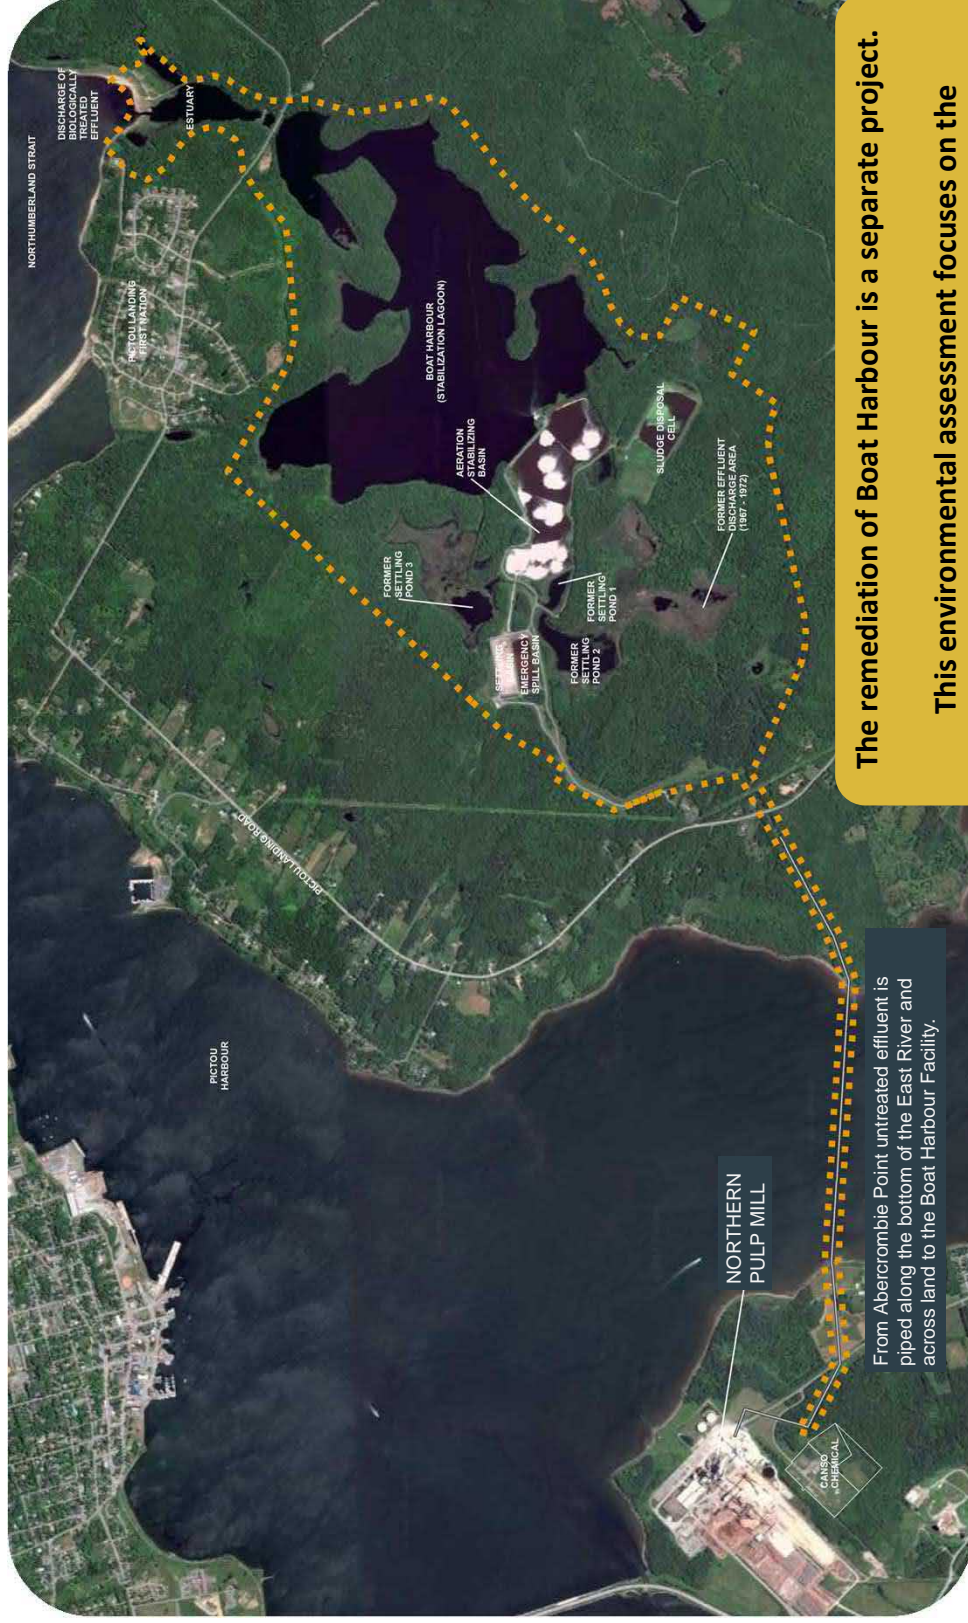 NORTHUMBERLAND STRAIT
DISCHARGE OF
BIOLOGICALLY
TREATED
EFFLUENT
ESTUARY
PICTOU LANDING
FIRST NATION
BOAT HARBOUR
(STABILIZATION LAGOON)
AERATION
STABILIZING
BASIN
SLUDGE DISPOSAL
CELL
FORMER EFFLUENT
DISCHARGE AREA
(1967 - 1972)
FORMER
SETTLING
POND 3
FORMER
SETTLING
POND 1
SETTLING
BASIN
EMERGENCY
SPILL BASIN
FORMER
SETTLING
POND 2
PICTOU LANDING ROAD
PICTOU
HARBOUR
NORTHERN
PULP MILL
CANSO
CHEMICAL
From Abercrombie Point untreated effluent is
piped along the bottom of the East River and
across land to the Boat Harbour Facility.
The remediation of Boat Harbour is a separate project.
This environmental assessment focuses on the